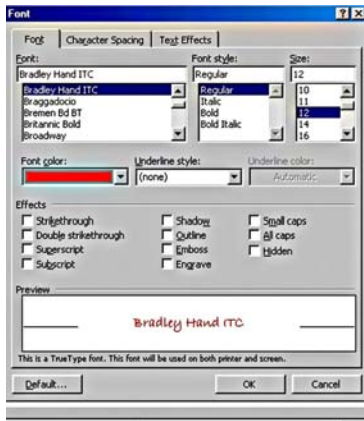 Font
Font Character Spacing Text Effects
Font: Font style: Size:
Bradley Hand ITC Regular 12
Bradley Hand ITC Regular 10
Braggadocio Italic 11
Bremen Bd BT Bold 12
Britannic Bold Bold Italic 14
Broadway 16
Font color: Underline style: Underline color:
(none) Automatic
Effects
Strikethrough Shadow Small caps
Double strikethrough Outline All caps
Superscript Emboss Hidden
Subscript Engrave
Preview
Bradley Hand ITC
This is a TrueType font. This font will be used on both printer and screen.
Default... OK Cancel